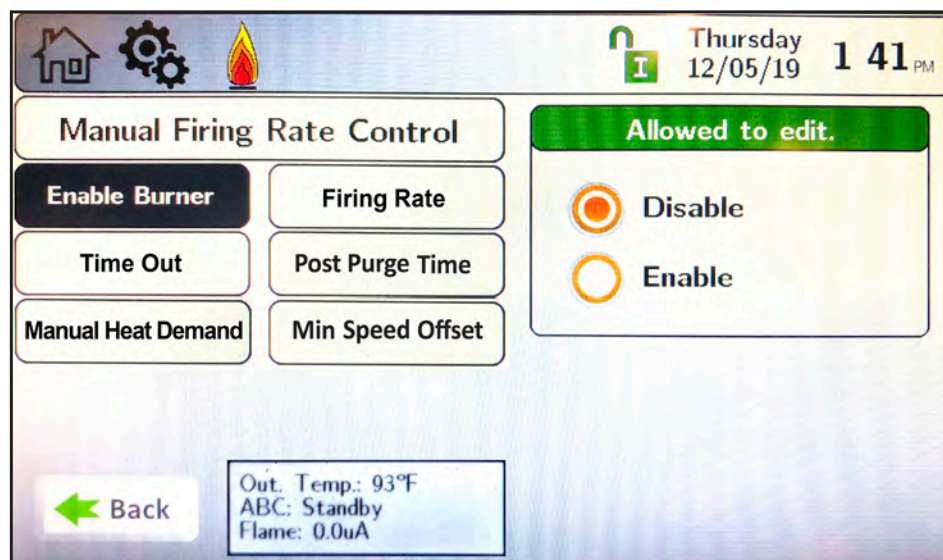 Thursday
12/05/19
1 41 PM
I
Manual Firing Rate Control
Enable Burner
Firing Rate
Time Out
Post Purge Time
Manual Heat Demand
Min Speed Offset
Allowed to edit.
Disable
Enable
Back
Out. Temp.: 93°F
ABC: Standby
Flame: 0.0uA